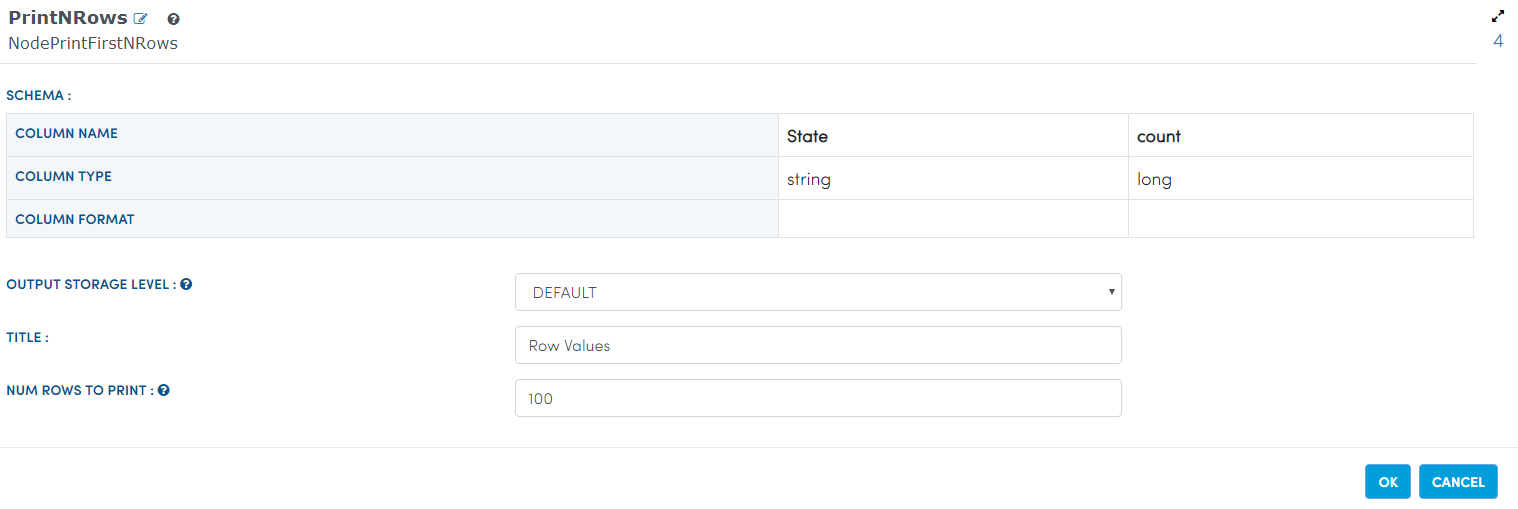 PrintNRows
NodePrintFirstNRows
4
SCHEMA :
COLUMN NAME State count
COLUMN TYPE string long
COLUMN FORMAT
OUTPUT STORAGE LEVEL : DEFAULT
TITLE : Row Values
NUM ROWS TO PRINT : 100
OK CANCEL